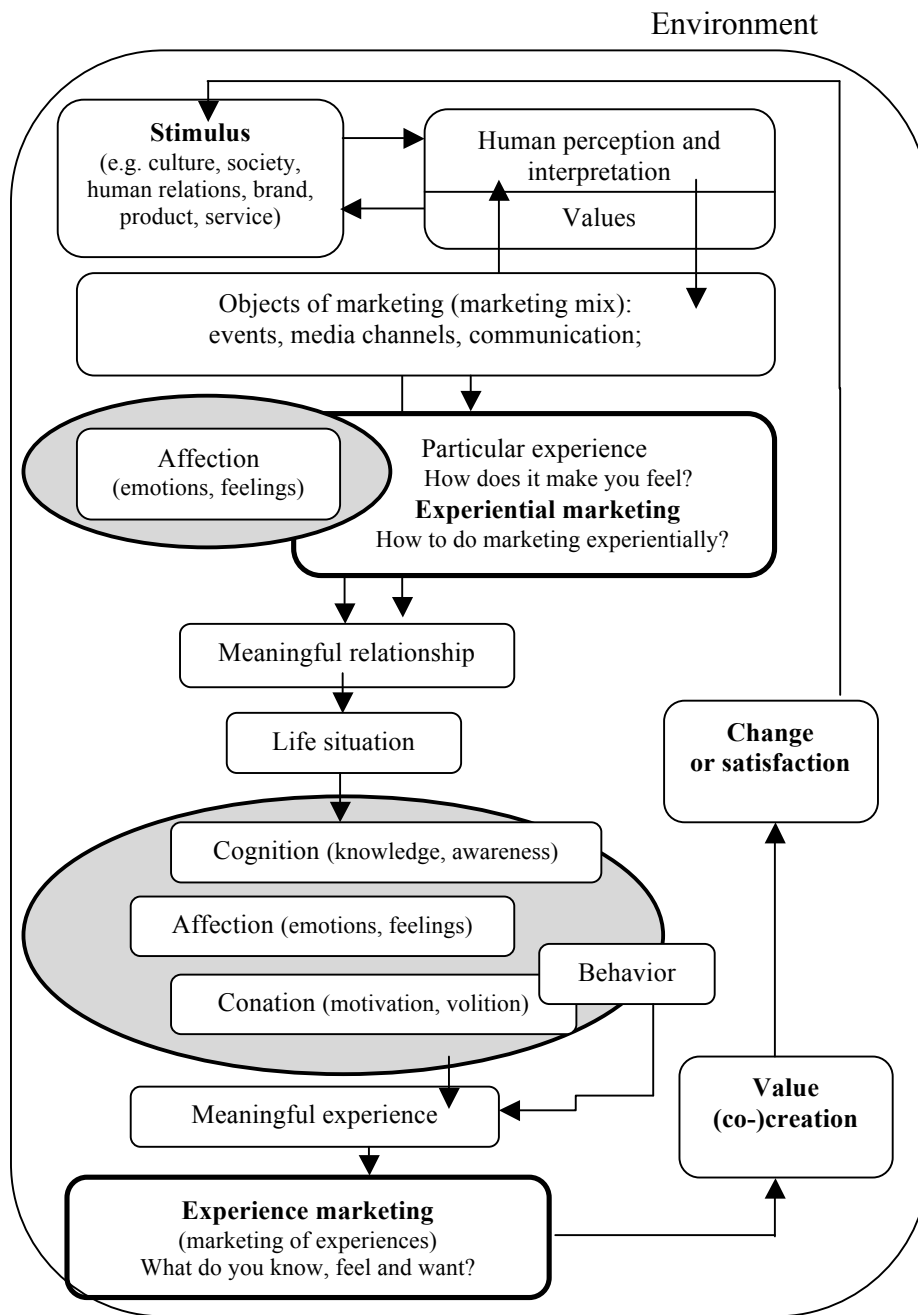 Environment
Stimulus
(e.g. culture, society,
human relations, brand,
product, service)
Human perception and
interpretation
Values
Objects of marketing (marketing mix):
events, media channels, communication;
Affection
(emotions, feelings)
Particular experience
How does it make you feel?
Experiential marketing
How to do marketing experientially?
Meaningful relationship
Life situation
Change
or satisfaction
Cognition (knowledge, awareness)
Affection (emotions, feelings)
Behavior
Conation (motivation, volition)
Value
(co-)creation
Meaningful experience
Experience marketing
(marketing of experiences)
What do you know, feel and want?